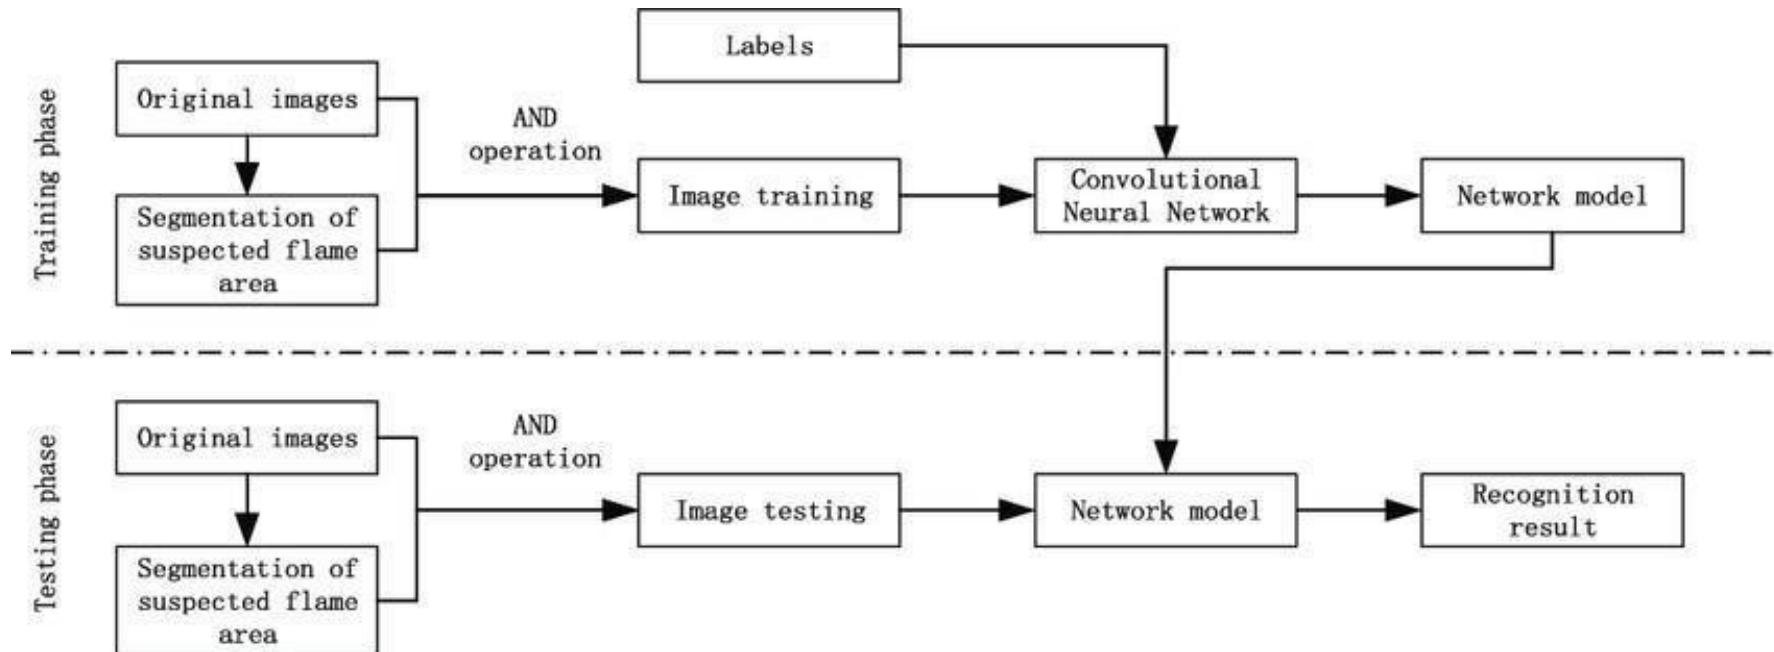 Training phase
Labels
Original images
AND
operation
Image training
Convolutional
Neural Network
Network model
Segmentation of
suspected flame
area
Testing phase
Original images
AND
operation
Image testing
Network model
Recognition
result
Segmentation of
suspected flame
area